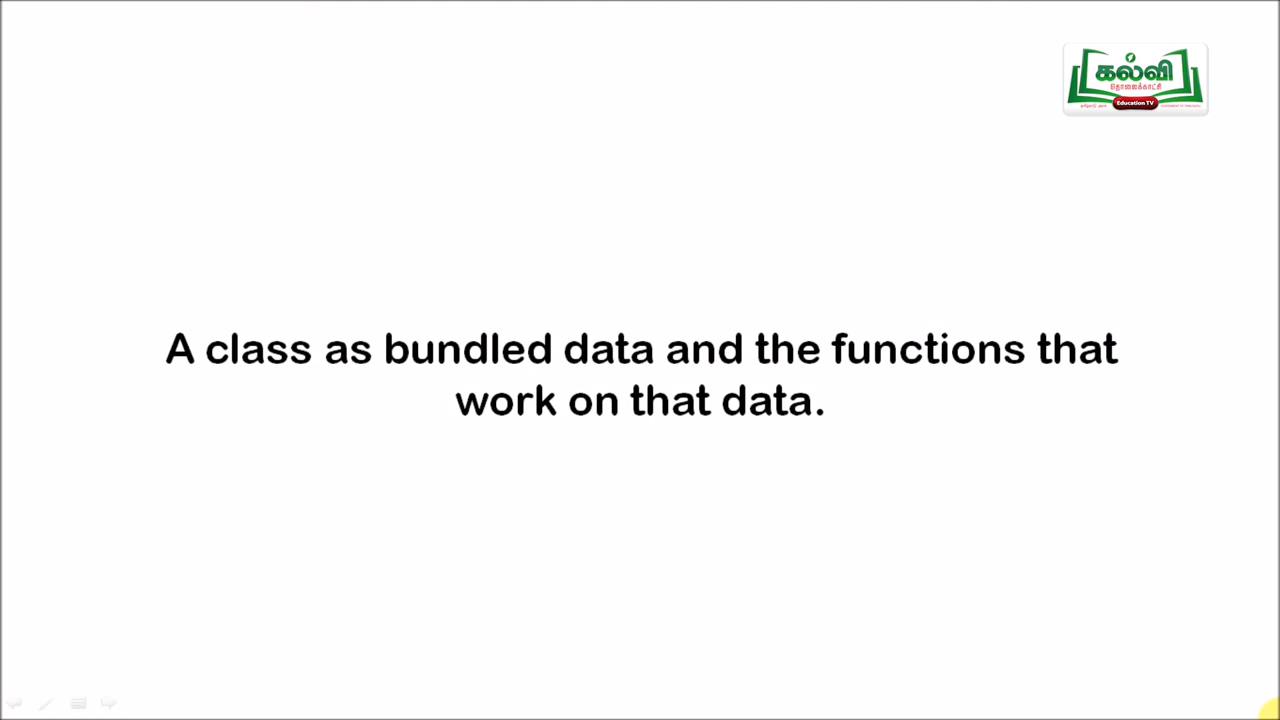 கல்வி
தொலைக்காட்சி
Education TV
A class as bundled data and the functions that
work on that data.